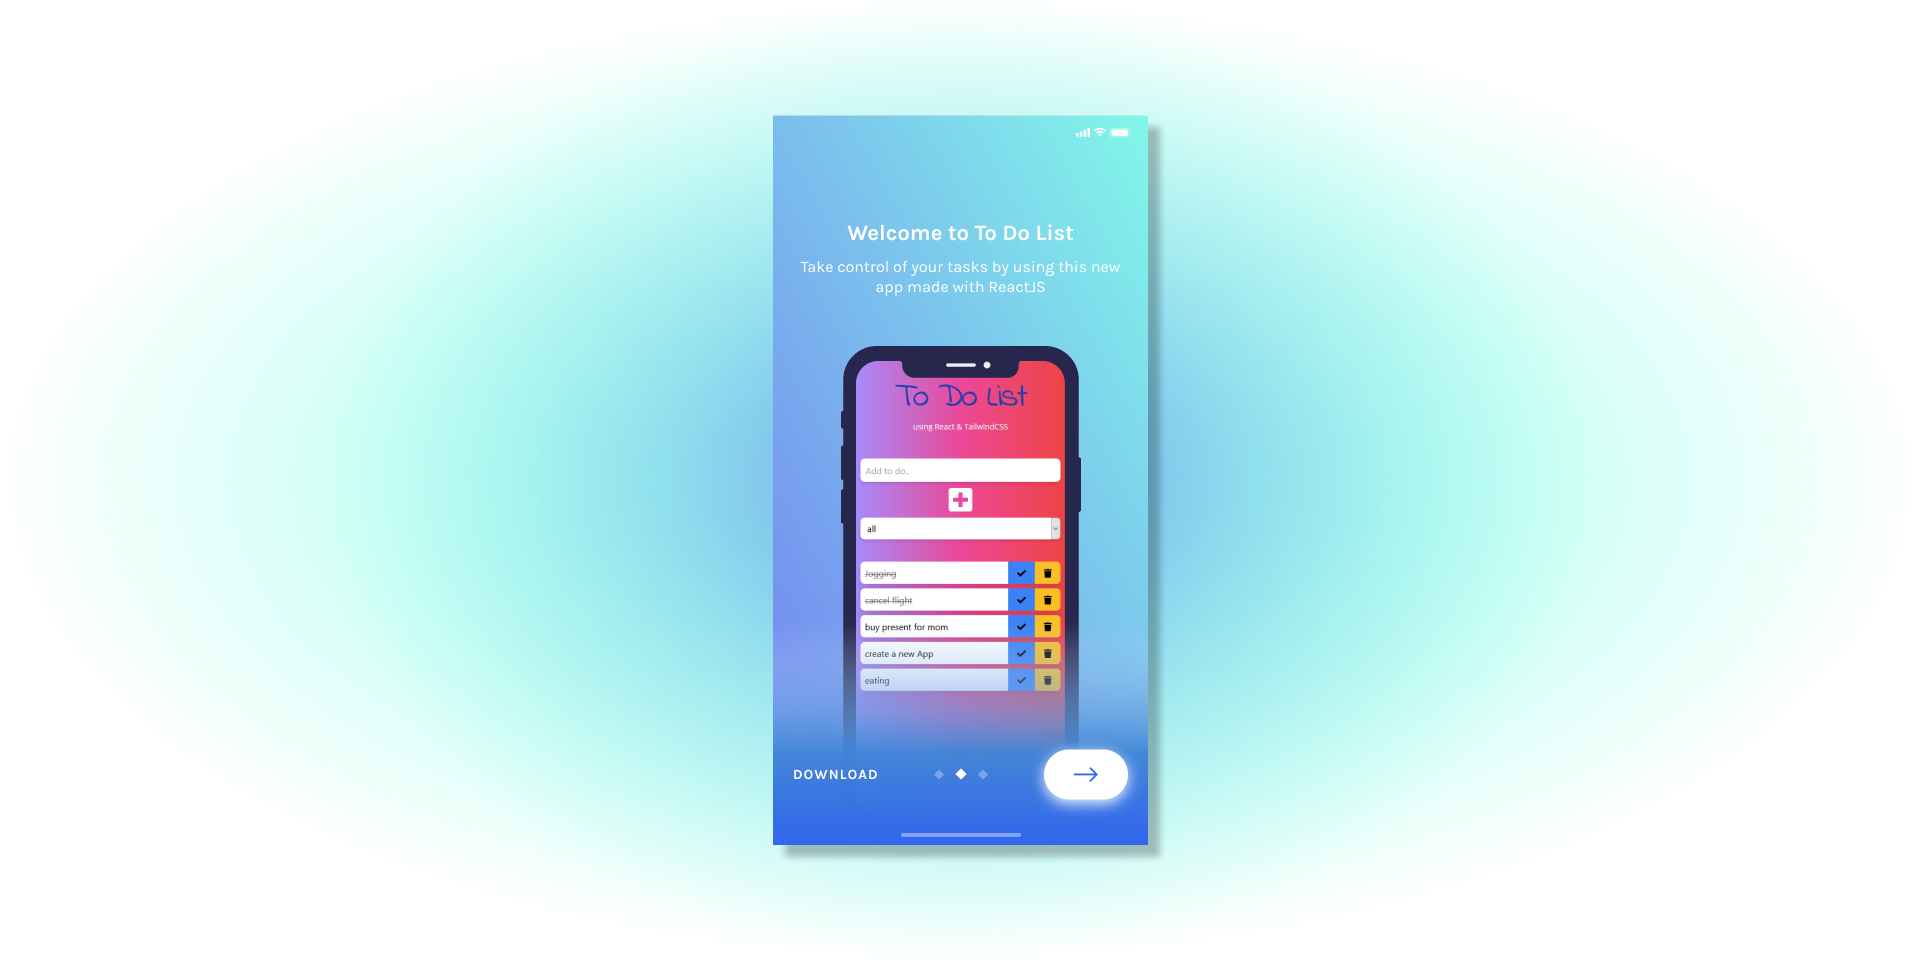 Welcome to To Do List
Take control of your tasks by using this new
app made with ReactJS
To Do List
using React & TailwindCSS
Add to do..
all
Jogging
cancel flight
buy present for mom
create a new App
eating
DOWNLOAD